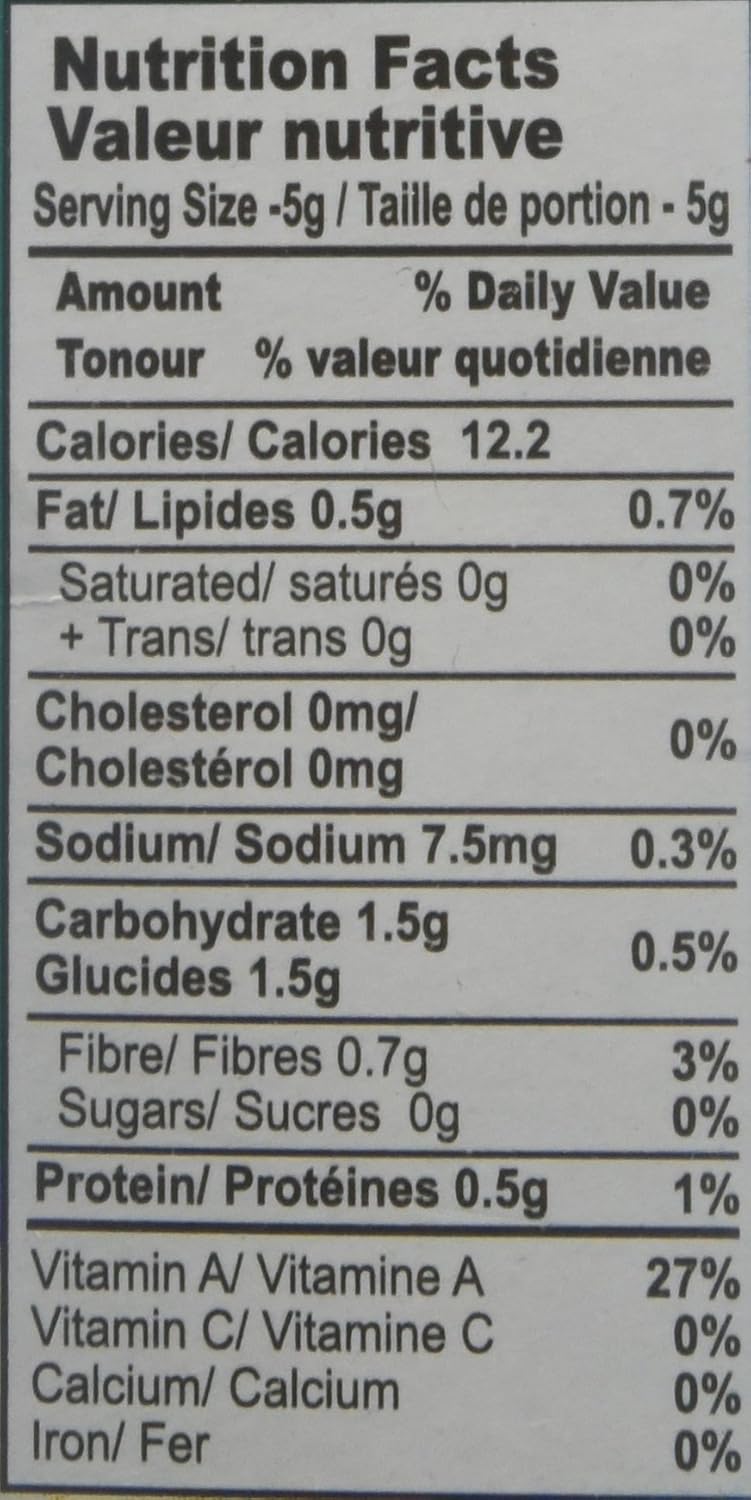 Nutrition Facts
Valeur nutritive
Serving Size -5g / Taille de portion - 5g
Amount % Daily Value
Tonour % valeur quotidienne
Calories/ Calories 12.2
Fat/ Lipides 0.5g 0.7%
Saturated/ saturés 0g 0%
+ Trans/ trans 0g 0%
Cholesterol 0mg/
Cholestérol 0mg 0%
Sodium/ Sodium 7.5mg 0.3%
Carbohydrate 1.5g
Glucides 1.5g 0.5%
Fibre/ Fibres 0.7g 3%
Sugars/ Sucres 0g 0%
Protein/ Protéines 0.5g 1%
Vitamin A/ Vitamine A 27%
Vitamin C/ Vitamine C 0%
Calcium/ Calcium 0%
Iron/ Fer 0%